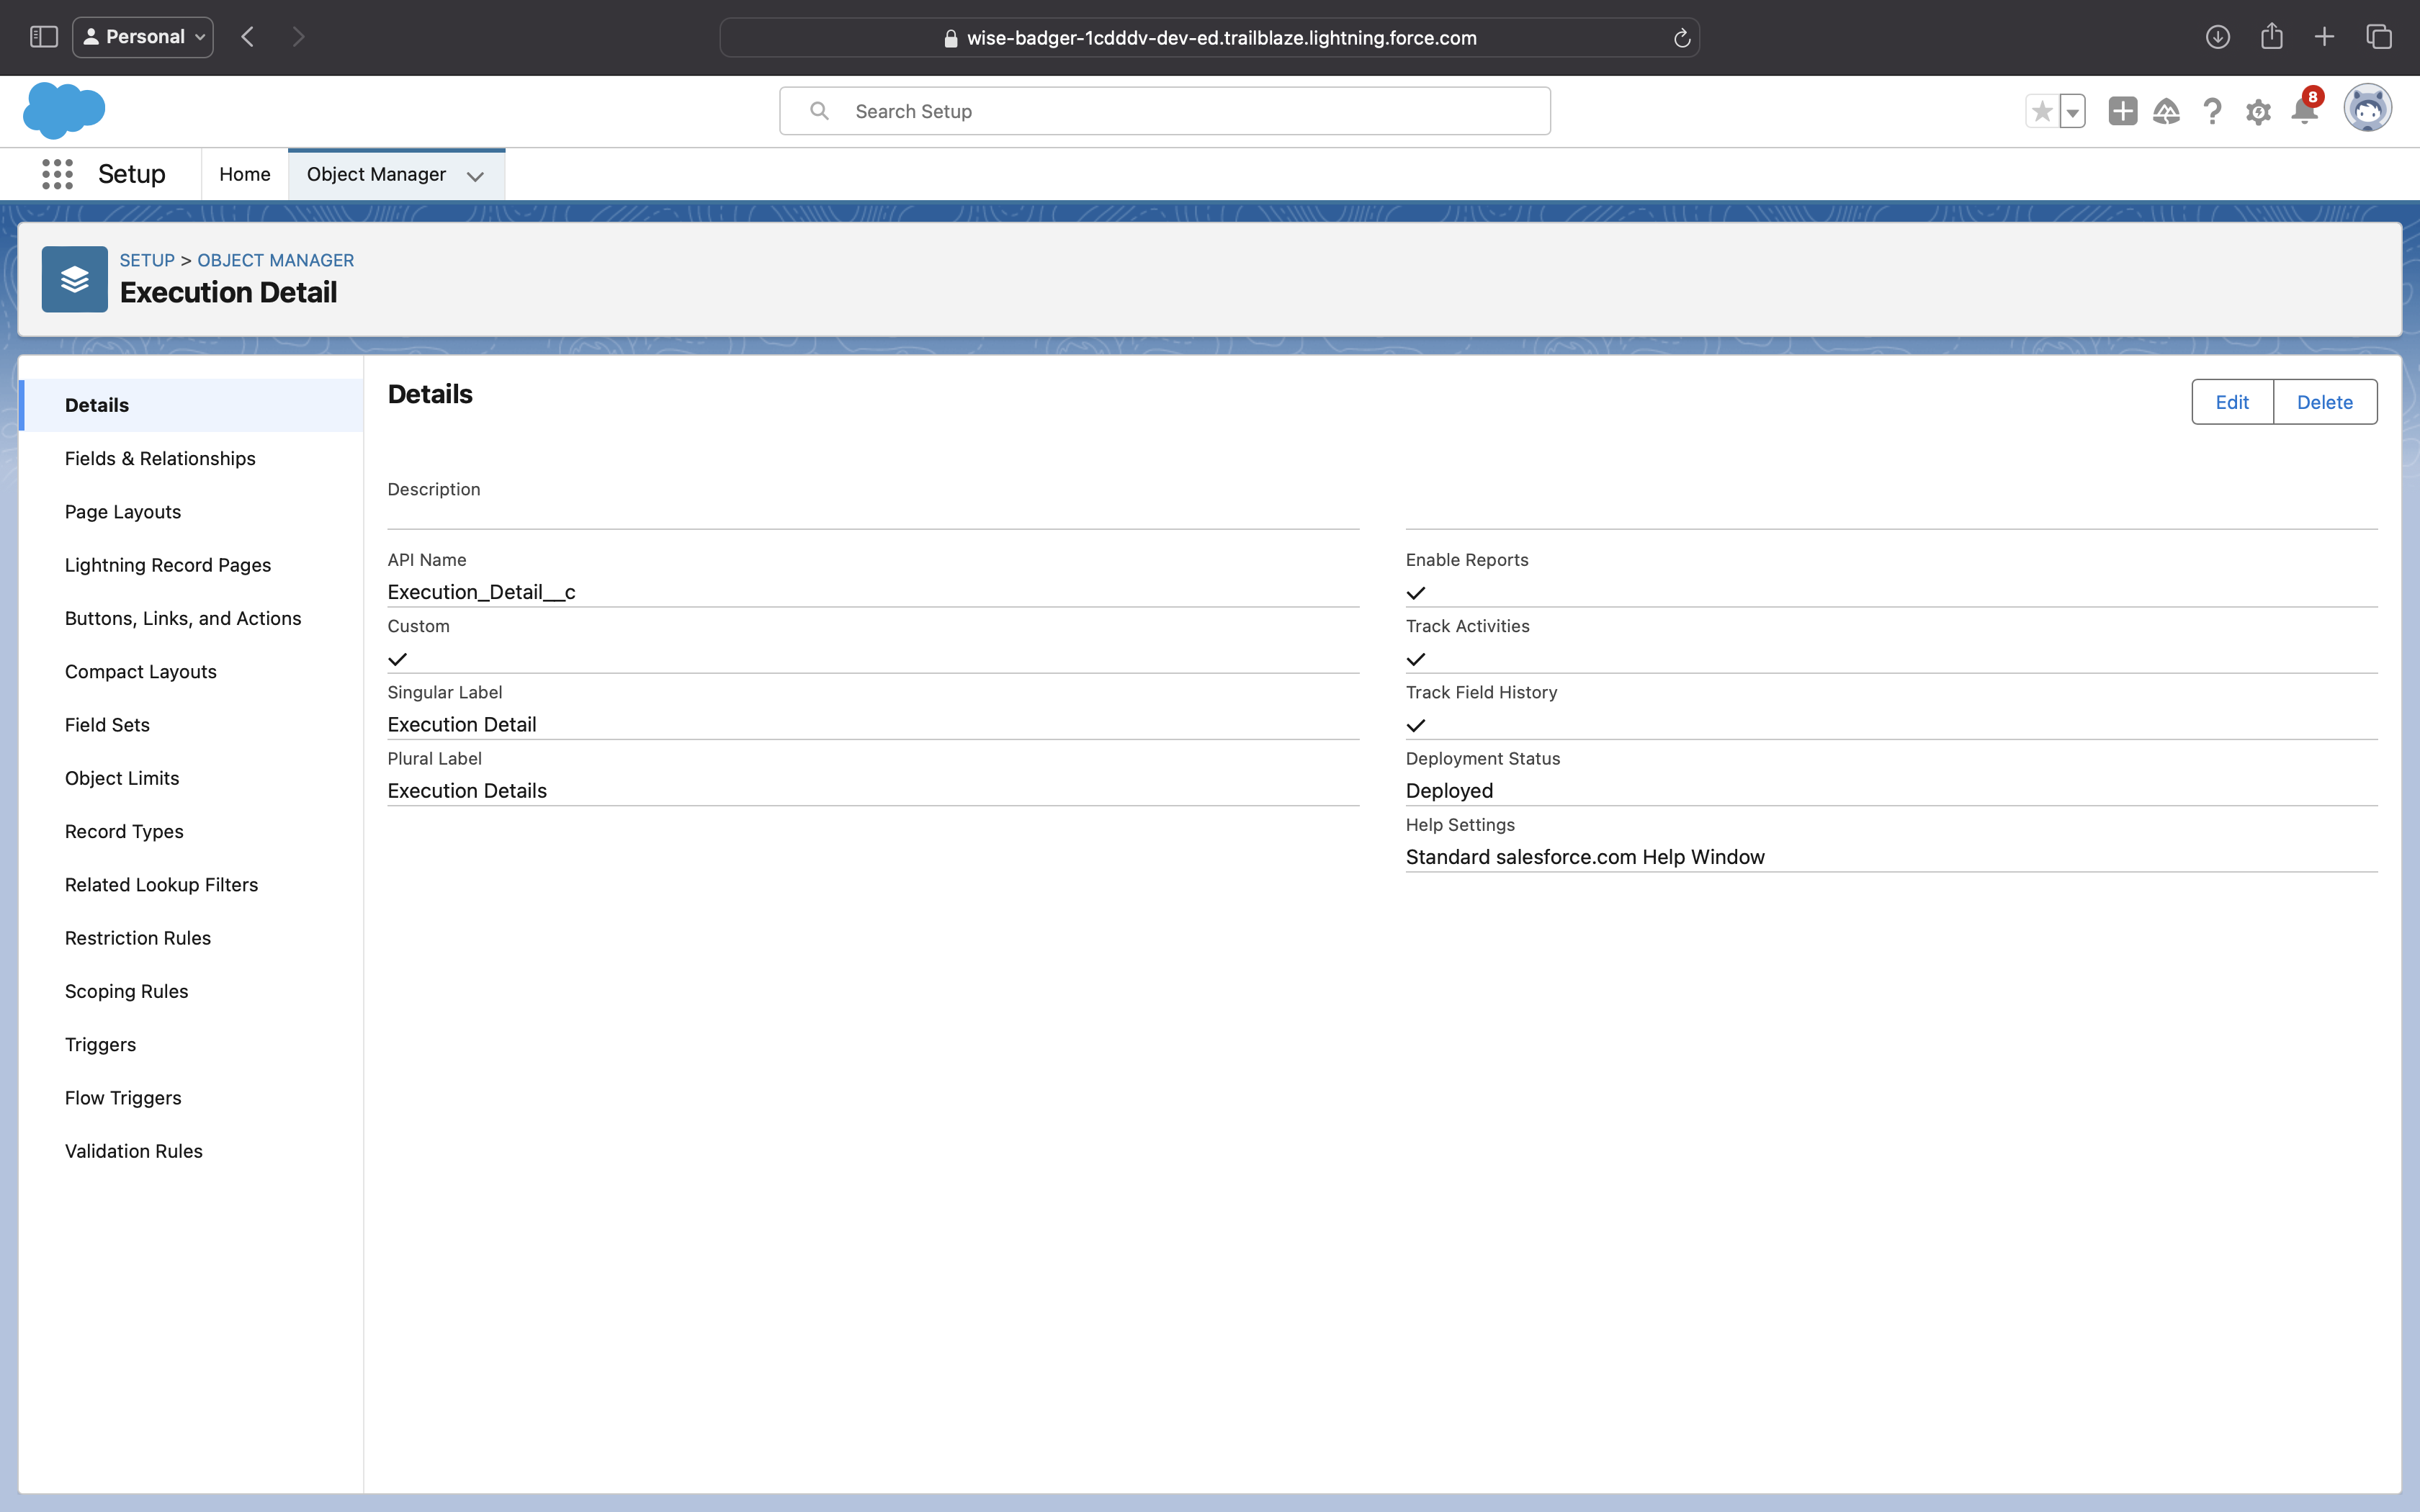 Personal
wise-badger-1cdddv-dev-ed.trailblaze.lightning.force.com
Search Setup
8
Setup
Home
Object Manager
SETUP > OBJECT MANAGER
Execution Detail
Details
Fields & Relationships
Page Layouts
Lightning Record Pages
Buttons, Links, and Actions
Compact Layouts
Field Sets
Object Limits
Record Types
Related Lookup Filters
Restriction Rules
Scoping Rules
Triggers
Flow Triggers
Validation Rules
Details
Edit
Delete
Description
API Name
Execution_Detail__c
Custom
Singular Label
Execution Detail
Plural Label
Execution Details
Enable Reports
Track Activities
Track Field History
Deployment Status
Deployed
Help Settings
Standard salesforce.com Help Window